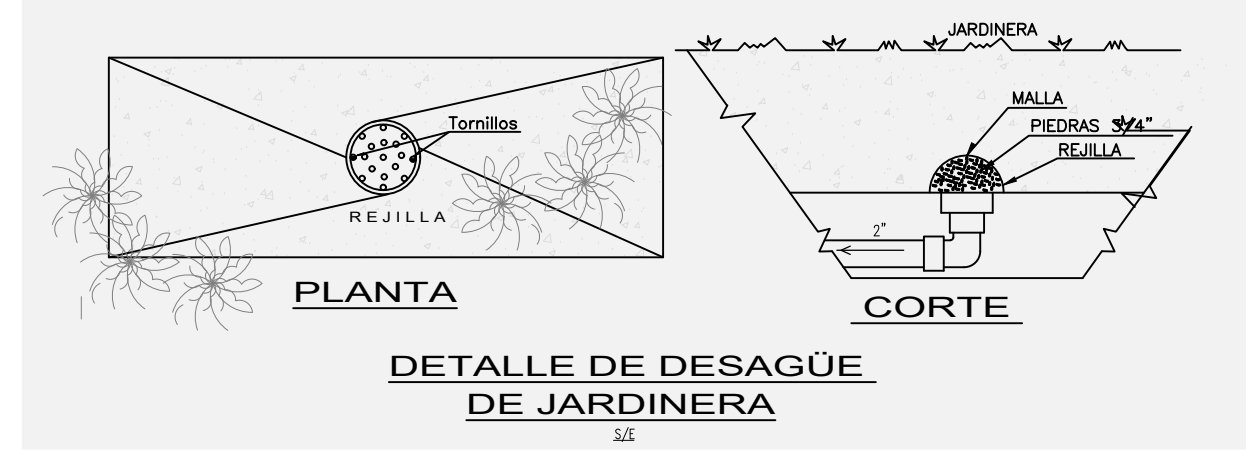 JARDINERA
MALLA
PIEDRAS 3/4"
REJILLA
2"
CORTE
Tornillos
REJILLA
PLANTA
DETALLE DE DESAGÜE
DE JARDINERA
S/E